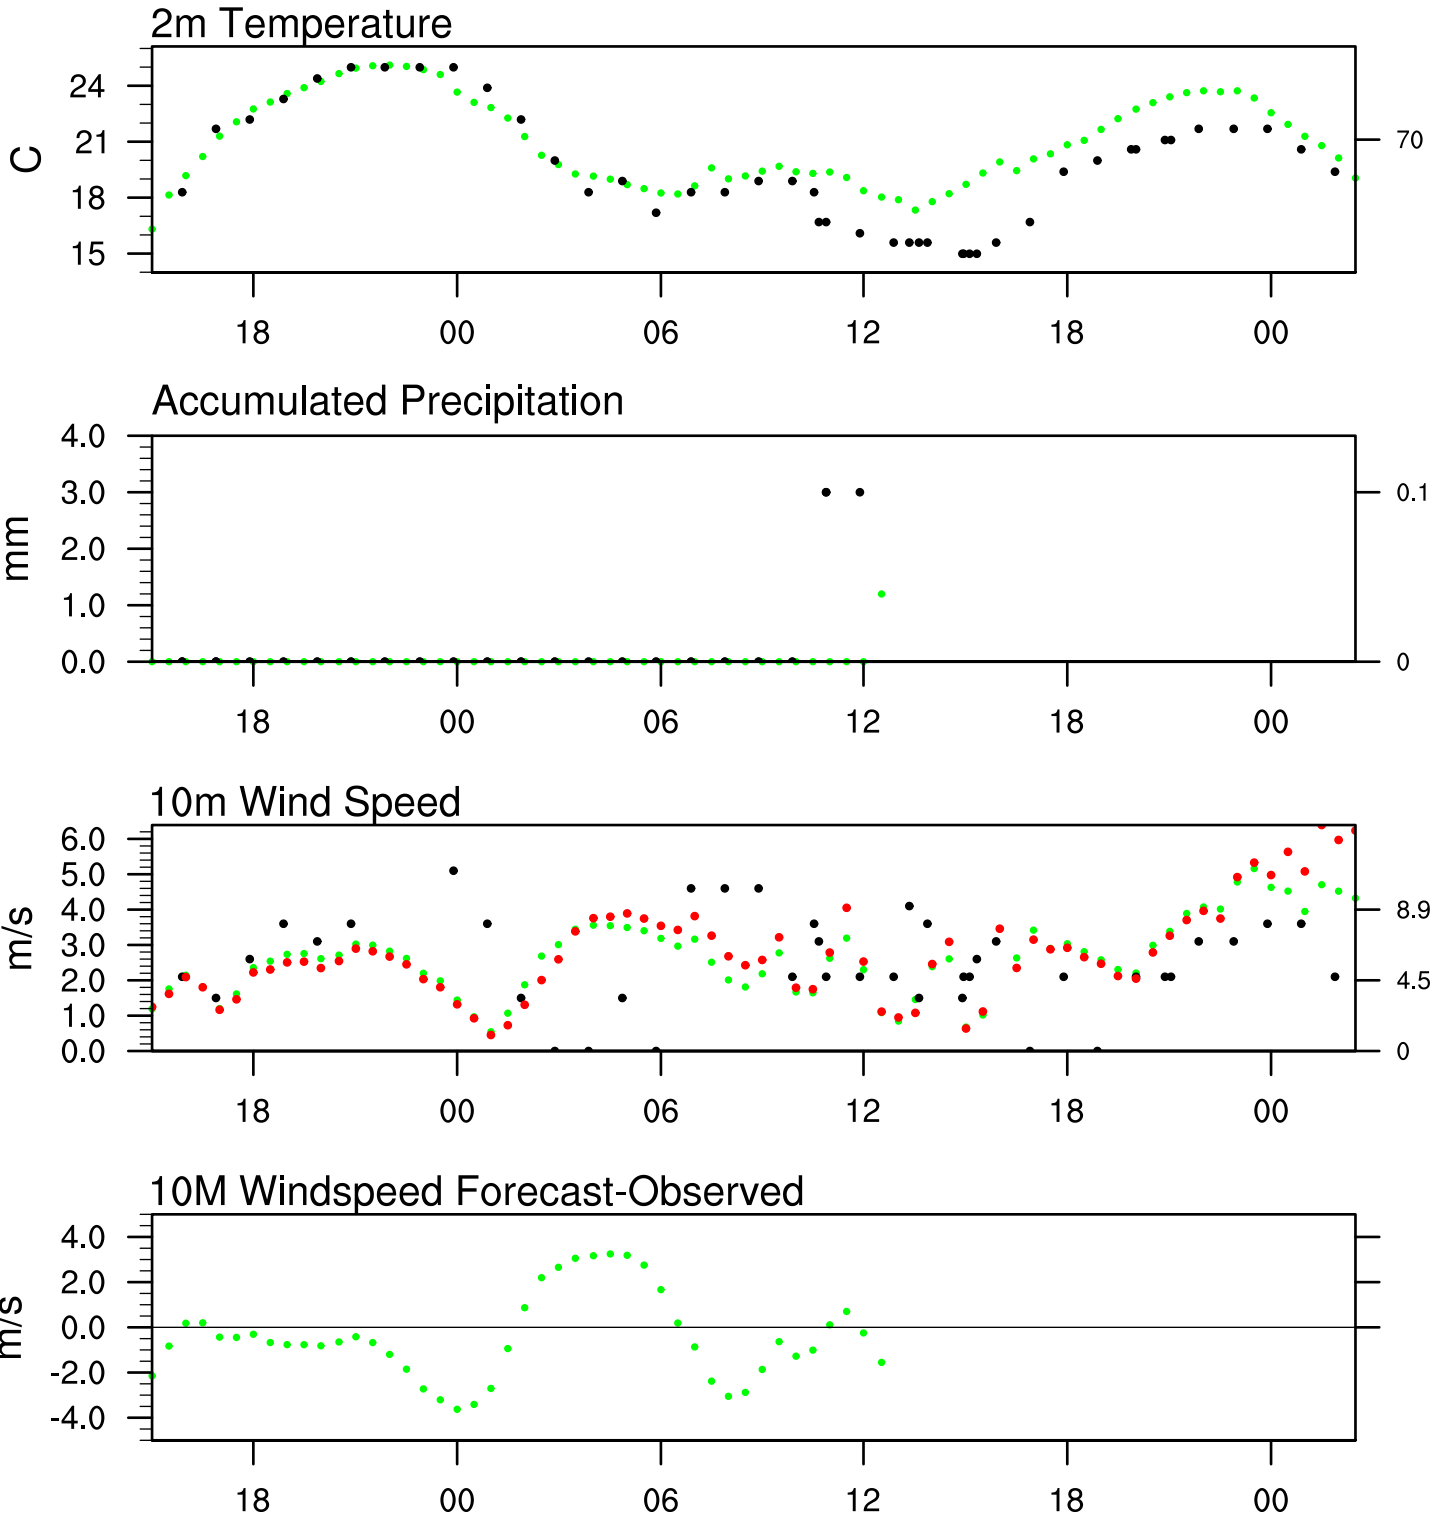 2m Temperature
24
21
18
15
C
70
18 00 06 12 18 00
Accumulated Precipitation
4.0
3.0
2.0
1.0
0.0
mm
0.1
0
18 00 06 12 18 00
10m Wind Speed
6.0
5.0
4.0
3.0
2.0
1.0
0.0
m/s
8.9
4.5
0
18 00 06 12 18 00
10M Windspeed Forecast-Observed
4.0
2.0
0.0
-2.0
-4.0
m/s
18 00 06 12 18 00